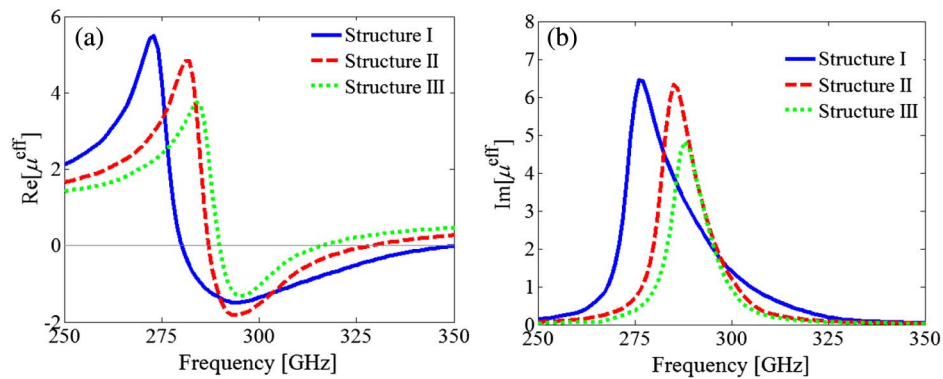 (a)
Structure I
Structure II
Structure III
Re[μ^eff]
6
4
2
0
-2
250
275
300
325
350
Frequency [GHz]
(b)
Structure I
Structure II
Structure III
Im[μ^eff]
8
7
6
5
4
3
2
1
0
250
275
300
325
350
Frequency [GHz]